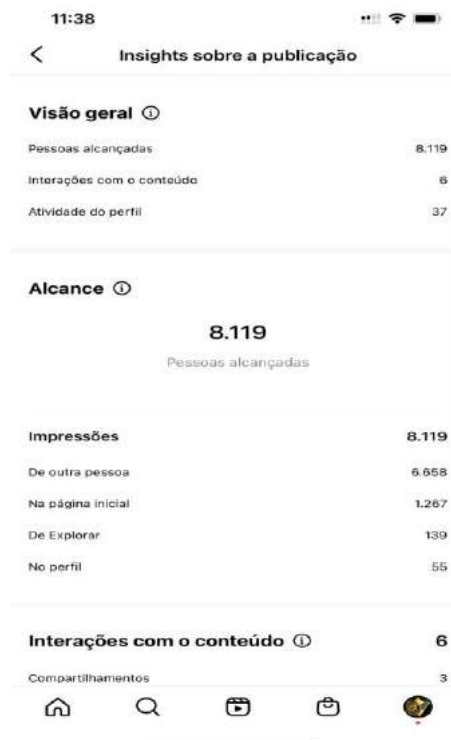 11:38
Insights sobre a publicação
Visão geral
Pessoas alcançadas 8.119
Interações com o conteúdo 6
Atividade do perfil 37
Alcance
8.119
Pessoas alcançadas
Impressões 8.119
De outra pessoa 6.658
Na página inicial 1.267
De Explorar 139
No perfil 55
Interações com o conteúdo 6
Compartilhamentos 3